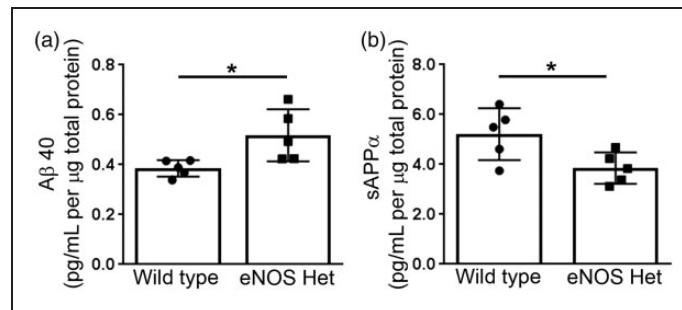 (a)
Aβ 40
(pg/mL per μg total protein)
0.8
0.6
0.4
0.2
0.0
*
Wild type
eNOS Het
(b)
sAPPα
(pg/mL per μg total protein)
8.0
6.0
4.0
2.0
0.0
*
Wild type
eNOS Het